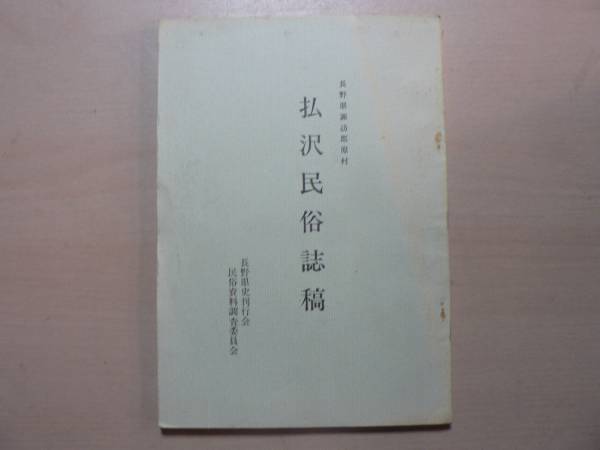 長野県諏訪郡原村
払沢民俗誌稿
長野県史刊行会
民俗資料調査委員会